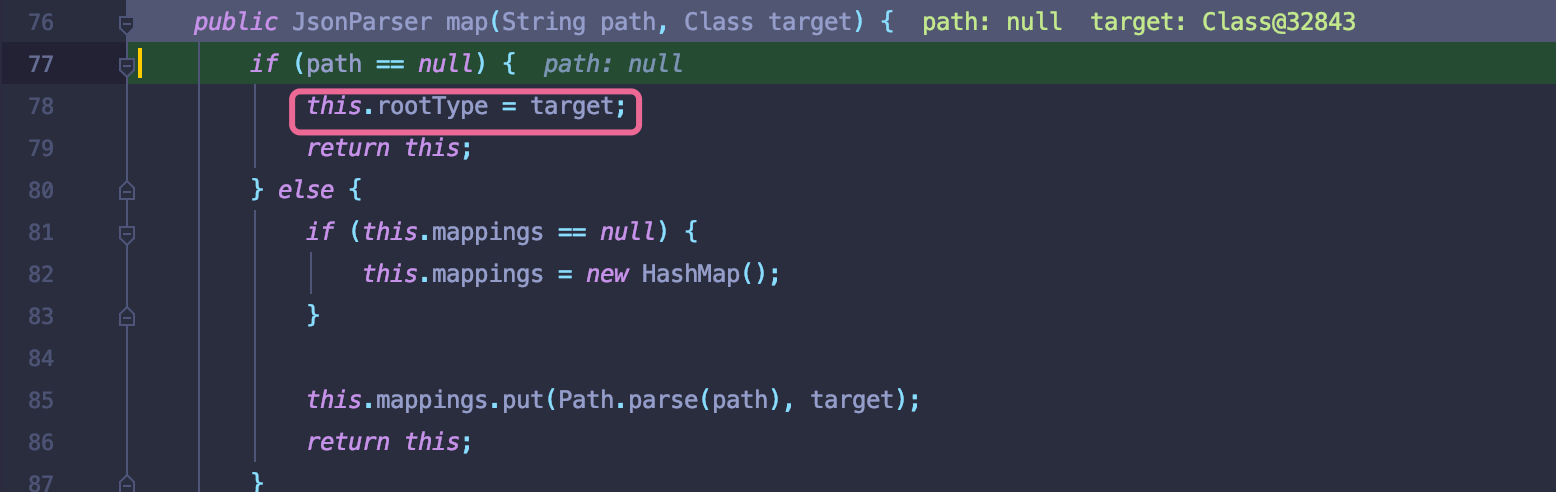 76 public JsonParser map(String path, Class target) { path: null target: Class@32843
77 if (path == null) { path: null
78 this.rootType = target;
79 return this;
80 } else {
81 if (this.mappings == null) {
82 this.mappings = new HashMap();
83 }
84
85 this.mappings.put(Path.parse(path), target);
86 return this;
87 }